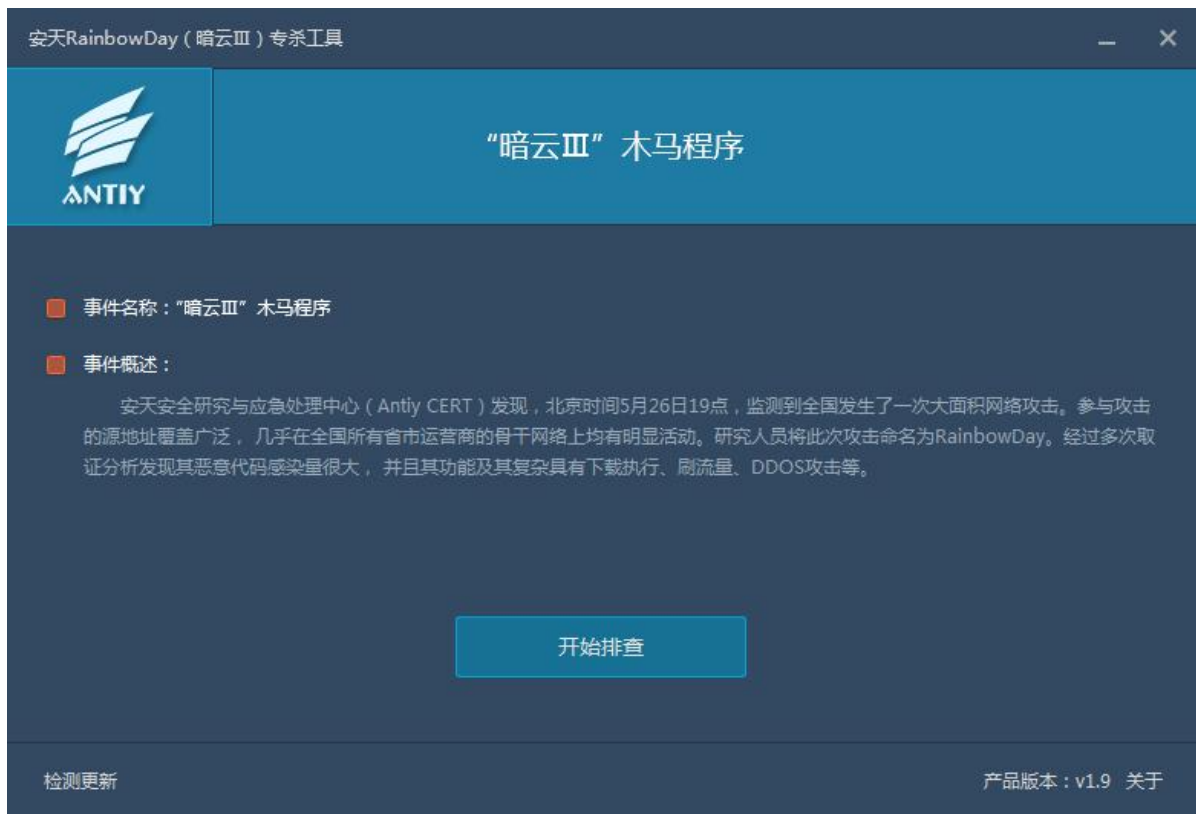 安天RainbowDay（暗云Ⅲ）专杀工具
ANTIY
“暗云Ⅲ”木马程序
事件名称：“暗云Ⅲ”木马程序
事件概述：
安天安全研究与应急处理中心（Antiy CERT）发现，北京时间5月26日19点，监测到全国发生了一次大面积网络攻击。参与攻击
的源地址覆盖广泛， 几乎在全国所有省市运营商的骨干网络上均有明显活动。研究人员将此次攻击命名为RainbowDay。经过多次取
证分析发现其恶意代码感染量很大， 并且其功能及其复杂具有下载执行、刷流量、DDOS攻击等。
开始排查
检测更新
产品版本：v1.9 关于